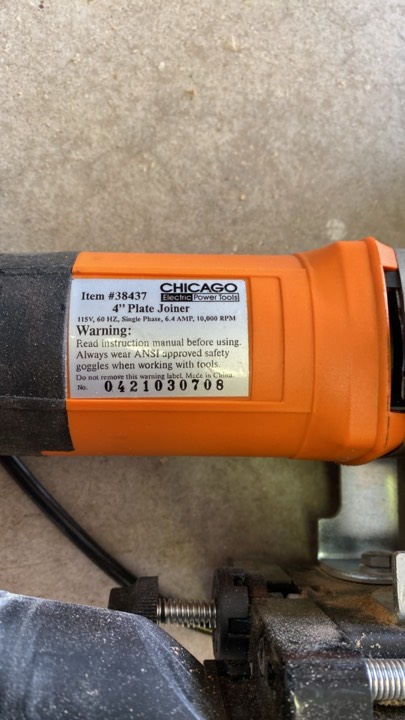 CHICAGO
Electric Power Tools
Item #38437
4" Plate Joiner
115V, 60 HZ, Single Phase, 6.4 AMP, 10,000 RPM
Warning:
Read instruction manual before using.
Always wear ANSI approved safety
goggles when working with tools.
Do not remove this warning label. Made in China.
No. 0421030708